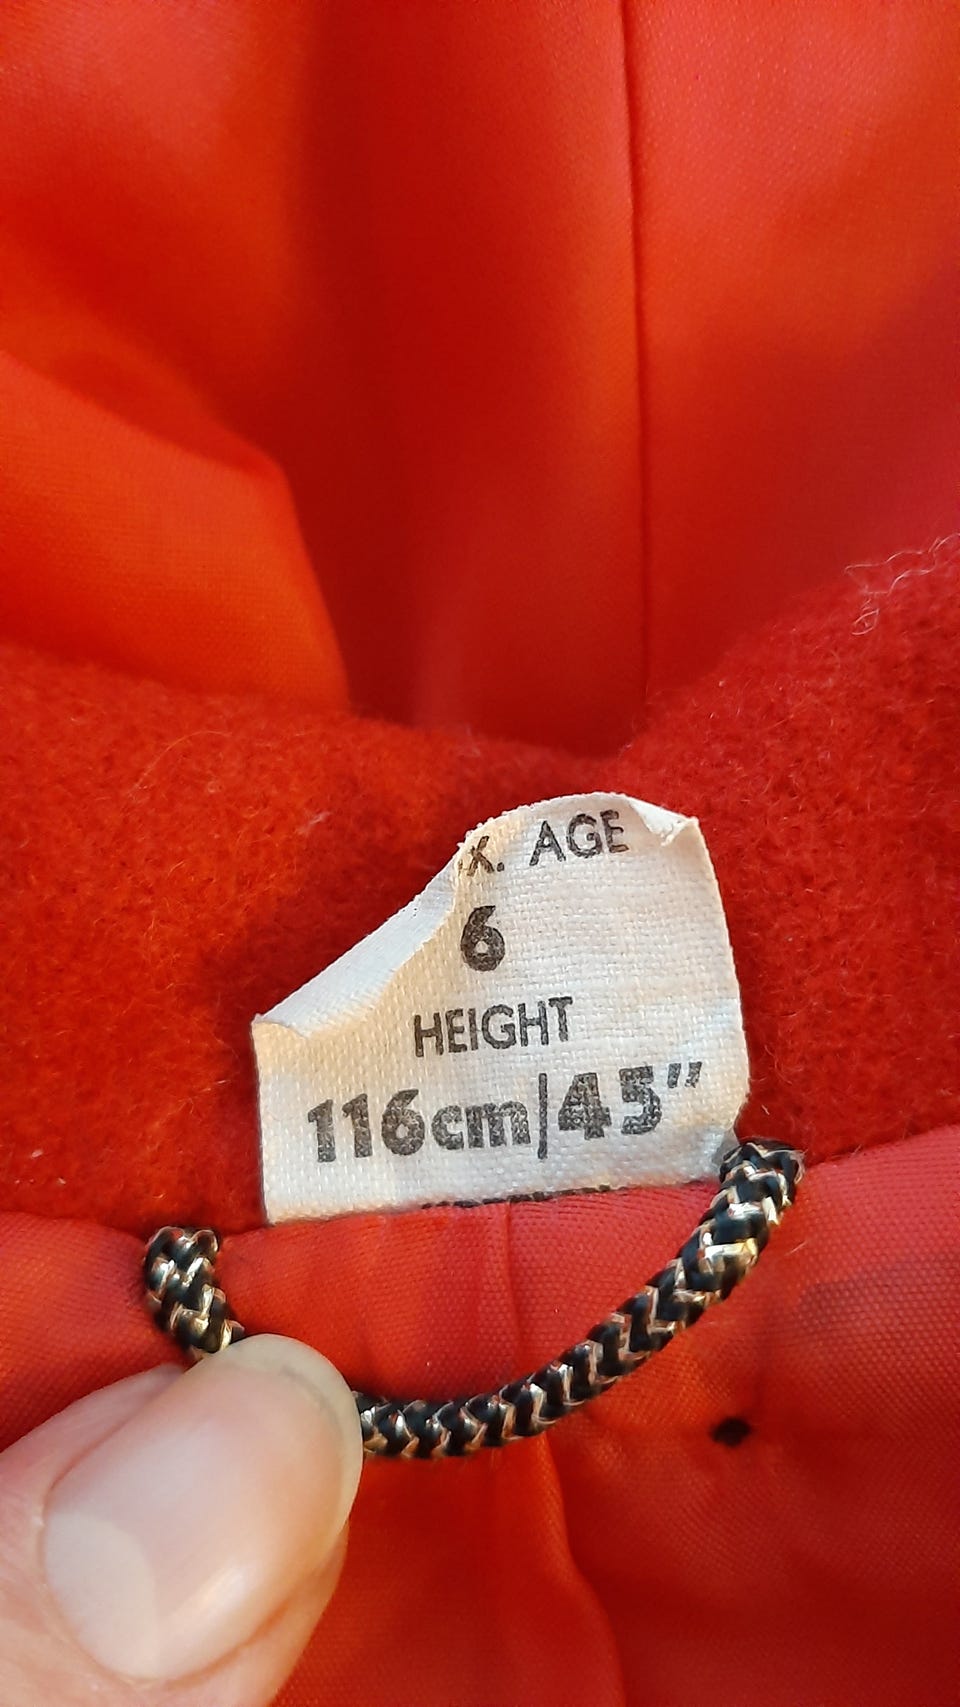 X. AGE
6
HEIGHT
116cm|45"